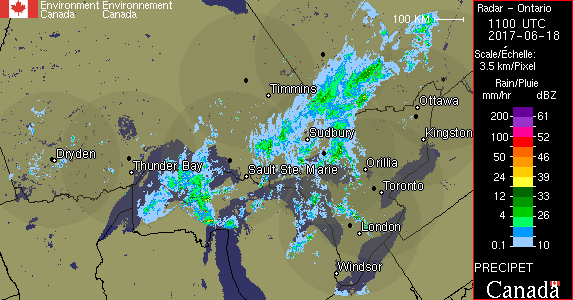 Environment Environnement
Canada Canada
100 KM
Timmins
Ottawa
Sudbury
Kingston
Dryden
Thunder Bay
Sault Ste. Marie
Orillia
Toronto
London
Windsor
Radar - Ontario
1100 UTC
2017-06-18
Scale/Échelle:
3.5 km/Pixel
Rain/Pluie
mm/hr dBZ
200 61
100 52
50 46
24 39
12 33
4 26
0.1 10
PRECIPET
Canada